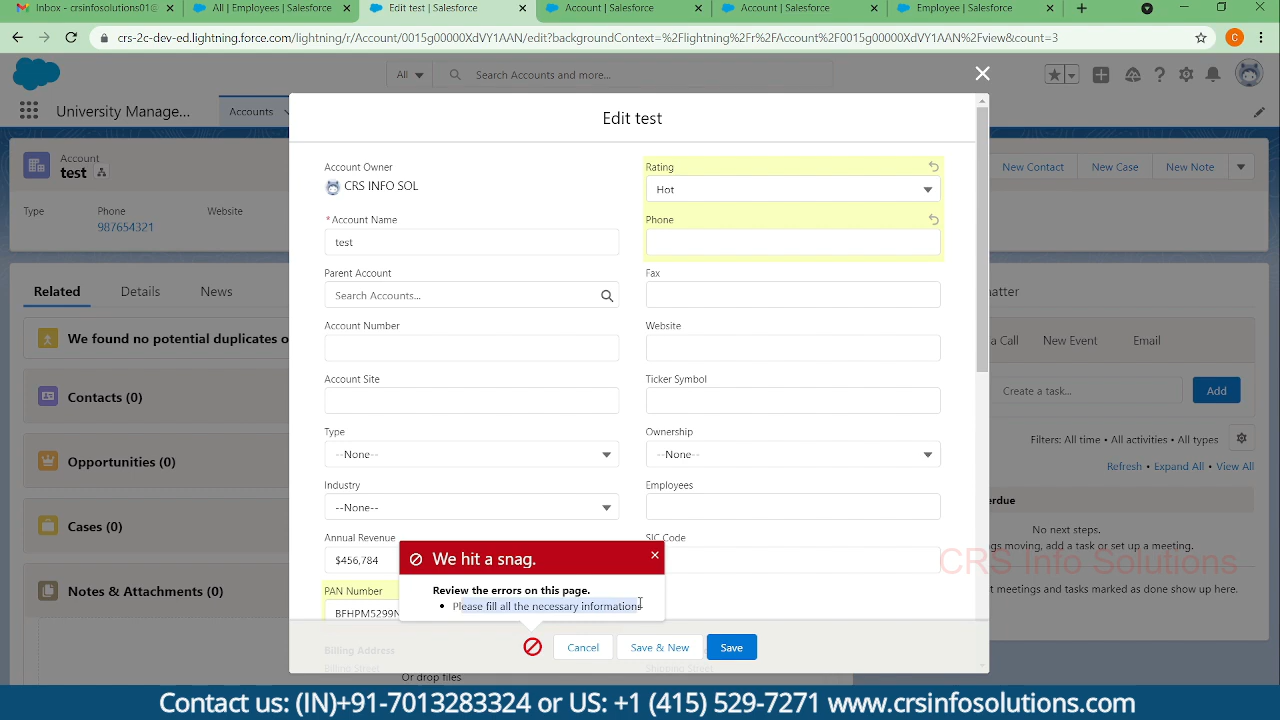 Inbox - crsinfosolutions01@
All | Employees | Salesforce
Edit test | Salesforce
Account | Salesforce
Account | Salesforce
Employee | Salesforce
crs-2c-dev-ed.lightning.force.com/lightning/r/Account/0015g00000XdVY1AAN/edit?backgroundContext=%2Flightning%2Fr%2FAccount%2F0015g00000XdVY1AAN%2Fview&count=3
C
All
Search Accounts and more...
University Manage...
Accounts
Edit test
Account
test
New Contact
New Case
New Note
Type
Phone
Website
987654321
Account Owner
CRS INFO SOL
Rating
Hot
*Account Name
test
Phone
Parent Account
Search Accounts...
Fax
Account Number
Website
Account Site
Ticker Symbol
Type
--None--
Ownership
--None--
Industry
--None--
Employees
Annual Revenue
$456,784
SIC Code
PAN Number
BFHPM5299N
Billing Address
Billing Street
Shipping Street
Or drop files
Related
Details
News
We found no potential duplicates o
Contacts (0)
Opportunities (0)
Cases (0)
Notes & Attachments (0)
hatter
a Call
New Event
Email
Create a task...
Add
Filters: All time • All activities • All types
Refresh • Expand All • View All
erdue
No next steps.
gs moving, add a task or set up a meeting.
t meetings and tasks marked as done show up here.
CRS Info Solutions
We hit a snag.
Review the errors on this page.
• Please fill all the necessary informations
Cancel
Save & New
Save
Contact us: (IN)+91-7013283324 or US: +1 (415) 529-7271 www.crsinfosolutions.com